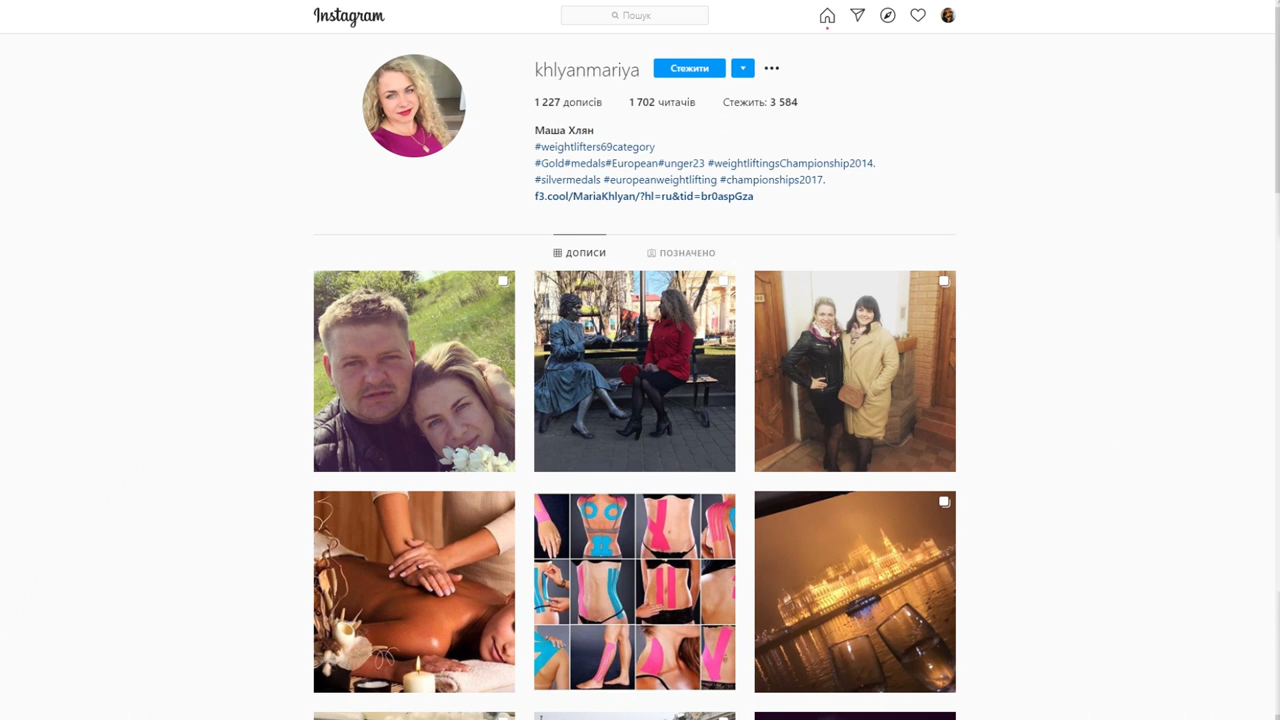 Instagram
Пошук
khlyanmariya
Стежити
1 227 дописів 1 702 читачів Стежить: 3 584
Маша Хлян
#weightlifters69category
#Gold#medals#European#unger23 #weightliftingsChampionship2014.
#silvermedals #europeanweightlifting #championships2017.
f3.cool/MariaKhlyan/?hl=ru&tid=br0aspGza
ДОПИСИ ПОЗНАЧЕНО